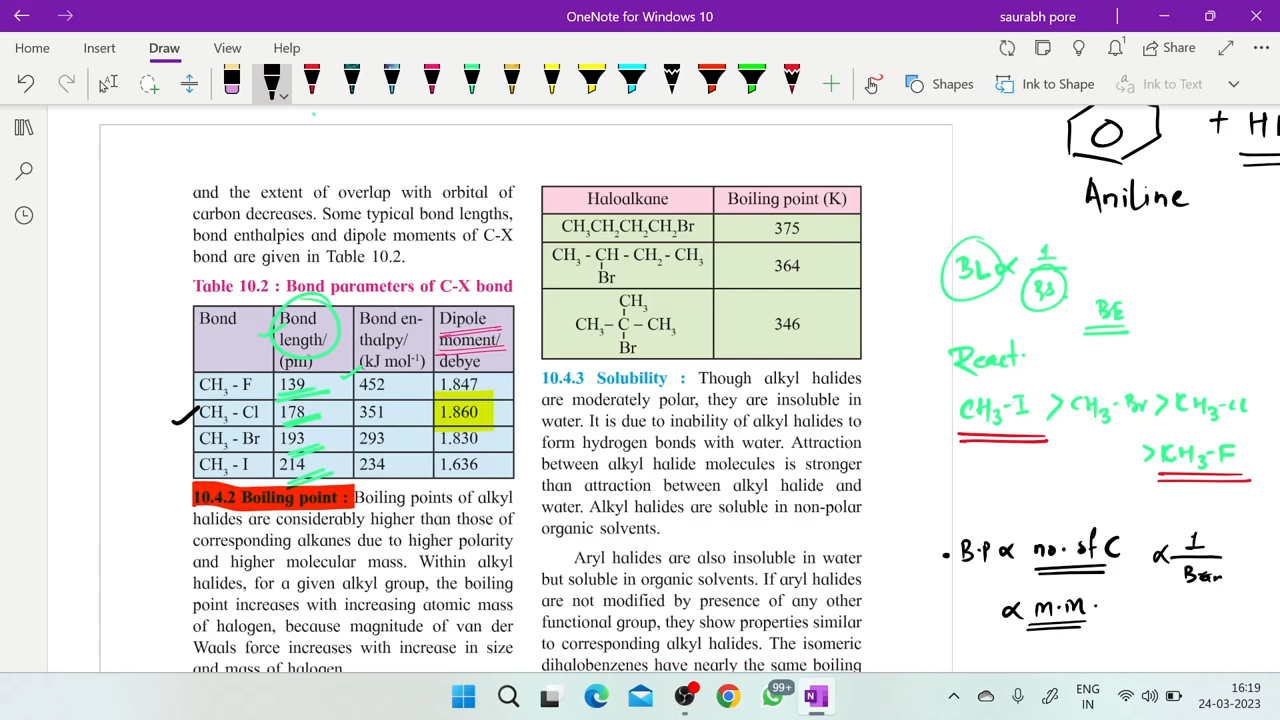 OneNote for Windows 10
saurabh pore
Home Insert Draw View Help
Share
Shapes
Ink to Shape
Ink to Text
and the extent of overlap with orbital of
carbon decreases. Some typical bond lengths,
bond enthalpies and dipole moments of C-X
bond are given in Table 10.2.
Table 10.2 : Bond parameters of C-X bond
Bond
Bond length/ (pm)
Bond en-thalpy/ (kJ mol⁻¹)
Dipole moment/ debye
CH₃ - F 139 452 1.847
CH₃ - Cl 178 351 1.860
CH₃ - Br 193 293 1.830
CH₃ - I 214 234 1.636
10.4.2 Boiling point : Boiling points of alkyl
halides are considerably higher than those of
corresponding alkanes due to higher polarity
and higher molecular mass. Within alkyl
halides, for a given alkyl group, the boiling
point increases with increasing atomic mass
of halogen, because magnitude of van der
Waals force increases with increase in size
and mass of halogen.
Haloalkane Boiling point (K)
CH₃CH₂CH₂CH₂Br 375
CH₃ - CH - CH₂ - CH₃ 364
Br
CH₃
CH₃– C – CH₃ 346
Br
10.4.3 Solubility : Though alkyl halides
are moderately polar, they are insoluble in
water. It is due to inability of alkyl halides to
form hydrogen bonds with water. Attraction
between alkyl halide molecules is stronger
than attraction between alkyl halide and
water. Alkyl halides are soluble in non-polar
organic solvents.
Aryl halides are also insoluble in water
but soluble in organic solvents. If aryl halides
are not modified by presence of any other
functional group, they show properties similar
to corresponding alkyl halides. The isomeric
dihalobenzenes have nearly the same boiling
+ H
Aniline
BL ∝ 1
BS
BE
React.
CH₃-I > CH₃-Br > CH₃-Cl
> CH₃-F
• B.P ∝ no. of C ∝ 1
∝ m.m.
99+
ENG
IN
16:19
24-03-2023